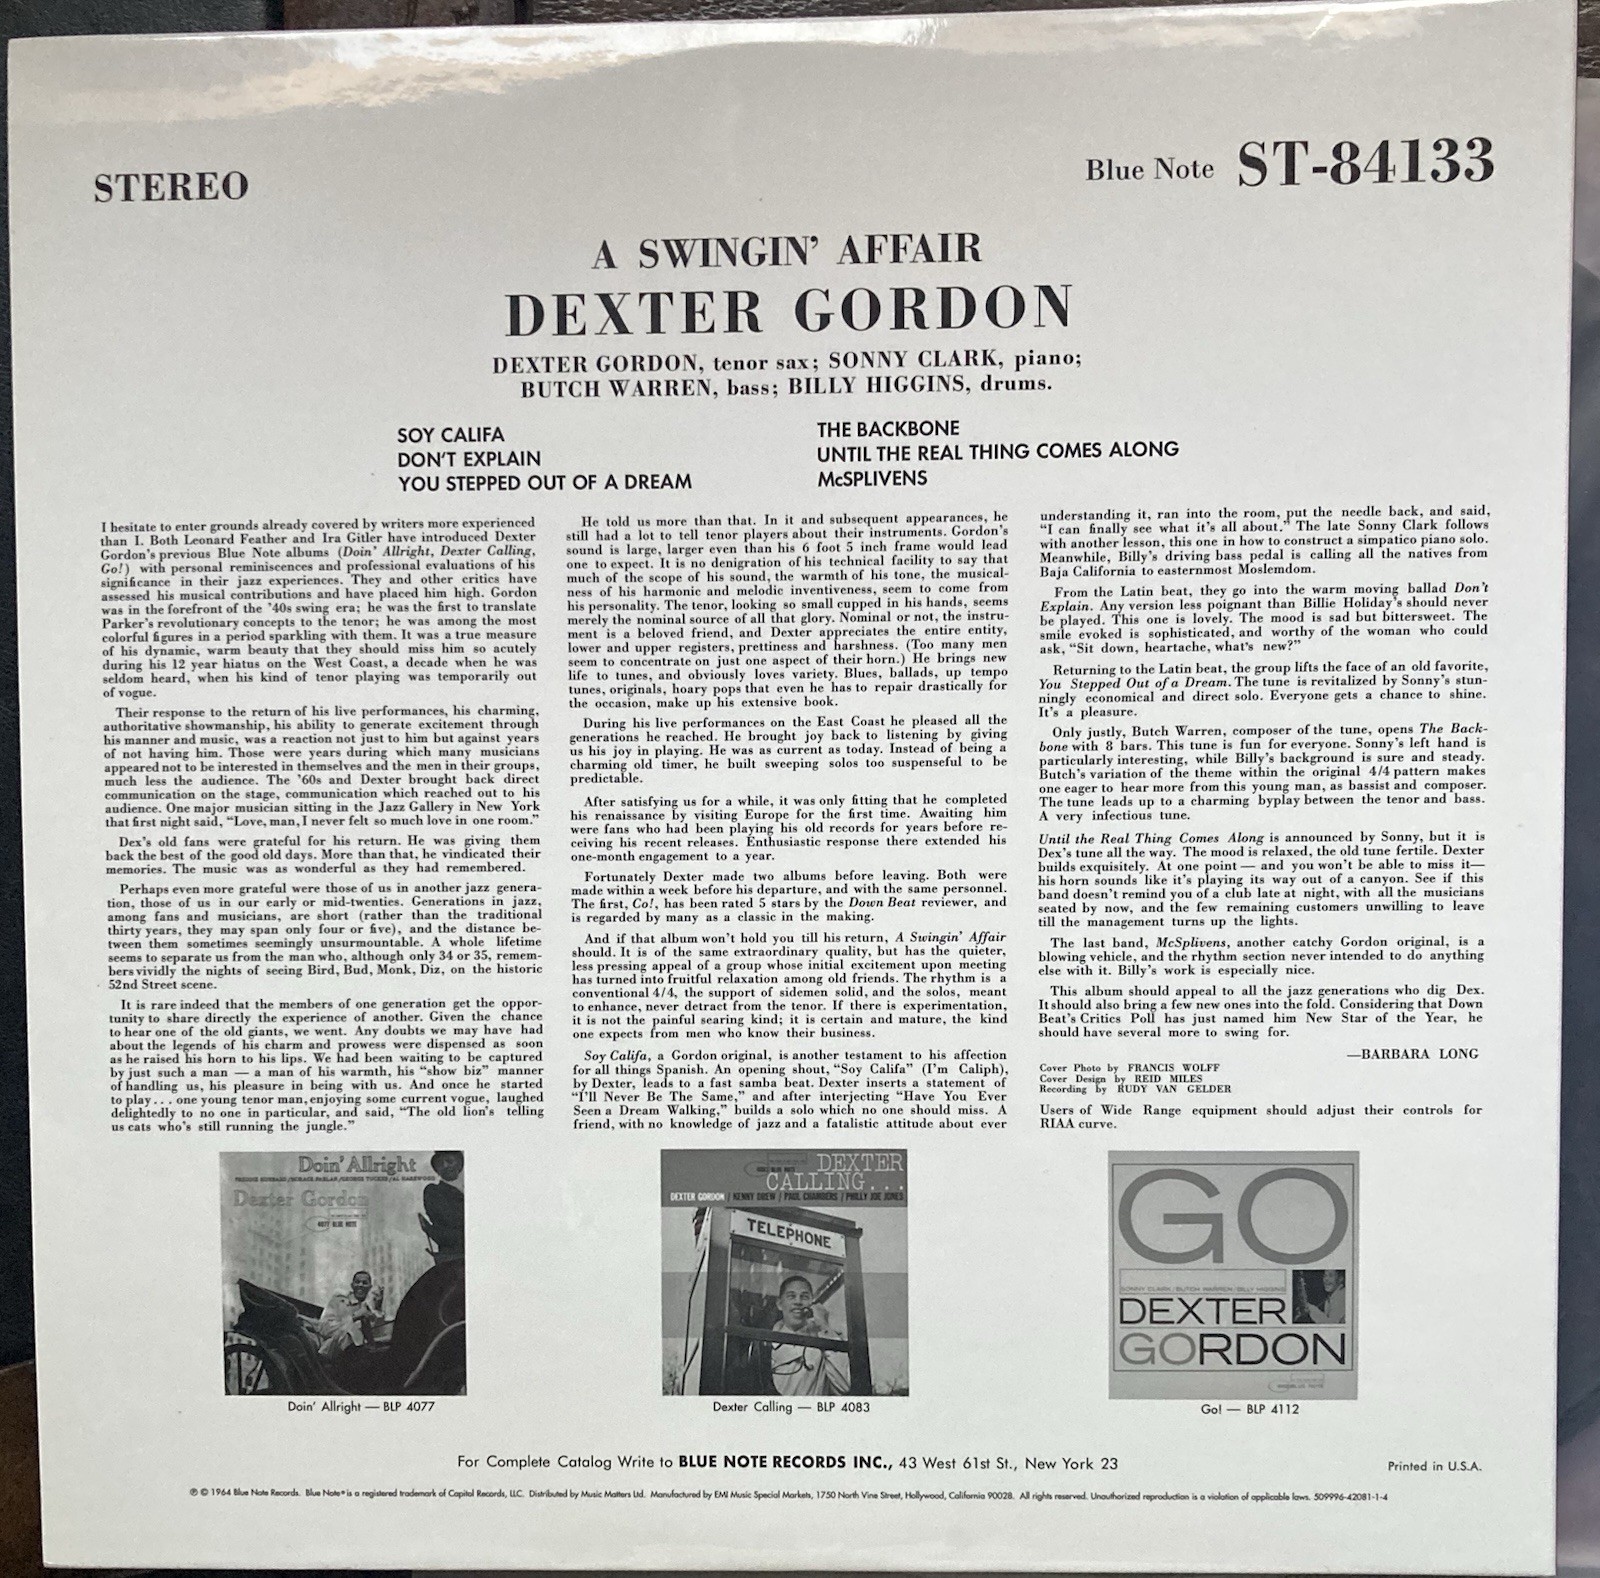 STEREO
Blue Note ST-84133
A SWINGIN' AFFAIR
DEXTER GORDON
DEXTER GORDON, tenor sax; SONNY CLARK, piano;
BUTCH WARREN, bass; BILLY HIGGINS, drums.
SOY CALIFA
DON'T EXPLAIN
YOU STEPPED OUT OF A DREAM
THE BACKBONE
UNTIL THE REAL THING COMES ALONG
McSPLIVENS
I hesitate to enter grounds already covered by writers more experienced
than I. Both Leonard Feather and Ira Gitler have introduced Dexter
Gordon's previous Blue Note albums (Doin' Allright, Dexter Calling,
Go!) with personal reminiscences and professional evaluations of his
significance in their jazz experiences. They and other critics have
assessed his musical contributions and have placed him high. Gordon
was in the forefront of the '40s swing era; he was the first to translate
Parker's revolutionary concepts to the tenor; he was among the most
colorful figures in a period sparkling with them. It was a true measure
of his dynamic, warm beauty that they should miss him so acutely
during his 12 year hiatus on the West Coast, a decade when he was
seldom heard, when his kind of tenor playing was temporarily out
of vogue.
Their response to the return of his live performances, his charming,
authoritative showmanship, his ability to generate excitement through
his manner and music, was a reaction not just to him but against years
of not having him. Those were years during which many musicians
appeared not to be interested in themselves and the men in their groups,
much less the audience. The '60s and Dexter brought back direct
communication on the stage, communication which reached out to his
audience. One major musician sitting in the Jazz Gallery in New York
that first night said, "Love, man, I never felt so much love in one room."
Dex's old fans were grateful for his return. He was giving them
back the best of the good old days. More than that, he vindicated their
memories. The music was as wonderful as they had remembered.
Perhaps even more grateful were those of us in another jazz genera-
tion, those of us in our early or mid-twenties. Generations in jazz,
among fans and musicians, are short (rather than the traditional
thirty years, they may span only four or five), and the distance be-
tween them sometimes seemingly unsurmountable. A whole lifetime
seems to separate us from the man who, although only 34 or 35, remem-
bers vividly the nights of seeing Bird, Bud, Monk, Diz, on the historic
52nd Street scene.
It is rare indeed that the members of one generation get the oppor-
tunity to share directly the experience of another. Given the chance
to hear one of the old giants, we went. Any doubts we may have had
about the legends of his charm and prowess were dispensed as soon
as he raised his horn to his lips. We had been waiting to be captured
by just such a man — a man of his warmth, his "show biz" manner
of handling us, his pleasure in being with us. And once he started
to play . . . one young tenor man, enjoying some current vogue, laughed
delightedly to no one in particular, and said, "The old lion's telling
us cats who's still running the jungle."
He told us more than that. In it and subsequent appearances, he
still had a lot to tell tenor players about their instruments. Gordon's
sound is large, larger even than his 6 foot 5 inch frame would lead
one to expect. It is no denigration of his technical facility to say that
much of the scope of his sound, the warmth of his tone, the musical-
ness of his harmonic and melodic inventiveness, seem to come from
his personality. The tenor, looking so small cupped in his hands, seems
merely the nominal source of all that glory. Nominal or not, the instru-
ment is a beloved friend, and Dexter appreciates the entire entity,
lower and upper registers, prettiness and harshness. (Too many men
seem to concentrate on just one aspect of their horn.) He brings new
life to tunes, and obviously loves variety. Blues, ballads, up tempo
tunes, originals, hoary pops that even he has to repair drastically for
the occasion, make up his extensive book.
During his live performances on the East Coast he pleased all the
generations he reached. He brought joy back to listening by giving
us his joy in playing. He was as current as today. Instead of being a
charming old timer, he built sweeping solos too suspenseful to be
predictable.
After satisfying us for a while, it was only fitting that he completed
his renaissance by visiting Europe for the first time. Awaiting him
were fans who had been playing his old records for years before re-
ceiving his recent releases. Enthusiastic response there extended his
one-month engagement to a year.
Fortunately Dexter made two albums before leaving. Both were
made within a week before his departure, and with the same personnel.
The first, Go!, has been rated 5 stars by the Down Beat reviewer, and
is regarded by many as a classic in the making.
And if that album won't hold you till his return, A Swingin' Affair
should. It is of the same extraordinary quality, but has the quieter,
less pressing appeal of a group whose initial excitement upon meeting
has turned into fruitful relaxation among old friends. The rhythm is a
conventional 4/4, the support of sidemen solid, and the solos, meant
to enhance, never detract from the tenor. If there is experimentation,
it is not the painful searing kind; it is certain and mature, the kind
one expects from men who know their business.
Soy Califa, a Gordon original, is another testament to his affection
for all things Spanish. An opening shout, "Soy Califa" (I'm Caliph),
by Dexter, leads to a fast samba beat. Dexter inserts a statement of
"I'll Never Be The Same," and after interjecting "Have You Ever
Seen a Dream Walking," builds a solo which no one should miss. A
friend, with no knowledge of jazz and a fatalistic attitude about ever
understanding it, ran into the room, put the needle back, and said,
"I can finally see what it's all about." The late Sonny Clark follows
with another lesson, this one in how to construct a simpatico piano solo.
Meanwhile, Billy's driving bass pedal is calling all the natives from
Baja California to easternmost Moslemdom.
From the Latin beat, they go into the warm moving ballad Don't
Explain. Any version less poignant than Billie Holiday's should never
be played. This one is lovely. The mood is sad but bittersweet. The
smile evoked is sophisticated, and worthy of the woman who could
ask, "Sit down, heartache, what's new?"
Returning to the Latin beat, the group lifts the face of an old favorite,
You Stepped Out of a Dream. The tune is revitalized by Sonny's stun-
ningly economical and direct solo. Everyone gets a chance to shine.
It's a pleasure.
Only justly, Butch Warren, composer of the tune, opens The Back-
bone with 8 bars. This tune is fun for everyone. Sonny's left hand is
particularly interesting, while Billy's background is sure and steady.
Butch's variation of the theme within the original 4/4 pattern makes
one eager to hear more from this young man, as bassist and composer.
The tune leads up to a charming byplay between the tenor and bass.
A very infectious tune.
Until the Real Thing Comes Along is announced by Sonny, but it is
Dex's tune all the way. The mood is relaxed, the old tune fertile. Dexter
builds exquisitely. At one point — and you won't be able to miss it—
his horn sounds like it's playing its way out of a canyon. See if this
band doesn't remind you of a club late at night, with all the musicians
seated by now, and the few remaining customers unwilling to leave
till the management turns up the lights.
The last band, McSplivens, another catchy Gordon original, is a
blowing vehicle, and the rhythm section never intended to do anything
else with it. Billy's work is especially nice.
This album should appeal to all the jazz generations who dig Dex.
It should also bring a few new ones into the fold. Considering that Down
Beat's Critics Poll has just named him New Star of the Year, he
should have several more to swing for.
—BARBARA LONG
Cover Photo by FRANCIS WOLFF
Cover Design by REID MILES
Recording by RUDY VAN GELDER
Users of Wide Range equipment should adjust their controls for
RIAA curve.
Doin' Allright
FREDDIE HUBBARD/HORACE PARLAN/GEORGE TUCKER/AL HAREWOOD
Dexter Gordon
4077 BLUE NOTE
DEXTER
CALLING...
DEXTER GORDON / KENNY DREW / PAUL CHAMBERS / PHILLY JOE JONES
TELEPHONE
GO
SONNY CLARK/BUTCH WARREN/BILLY HIGGINS
DEXTER
GORDON
Doin' Allright — BLP 4077
Dexter Calling — BLP 4083
Go! — BLP 4112
For Complete Catalog Write to BLUE NOTE RECORDS INC., 43 West 61st St., New York 23
Printed in U.S.A.
℗ © 1964 Blue Note Records. Blue Note® is a registered trademark of Capitol Records, LLC. Distributed by Music Matters Ltd. Manufactured by EMI Music Special Markets, 1750 North Vine Street, Hollywood, California 90028. All rights reserved. Unauthorized reproduction is a violation of applicable laws. 509996-42081-1-4